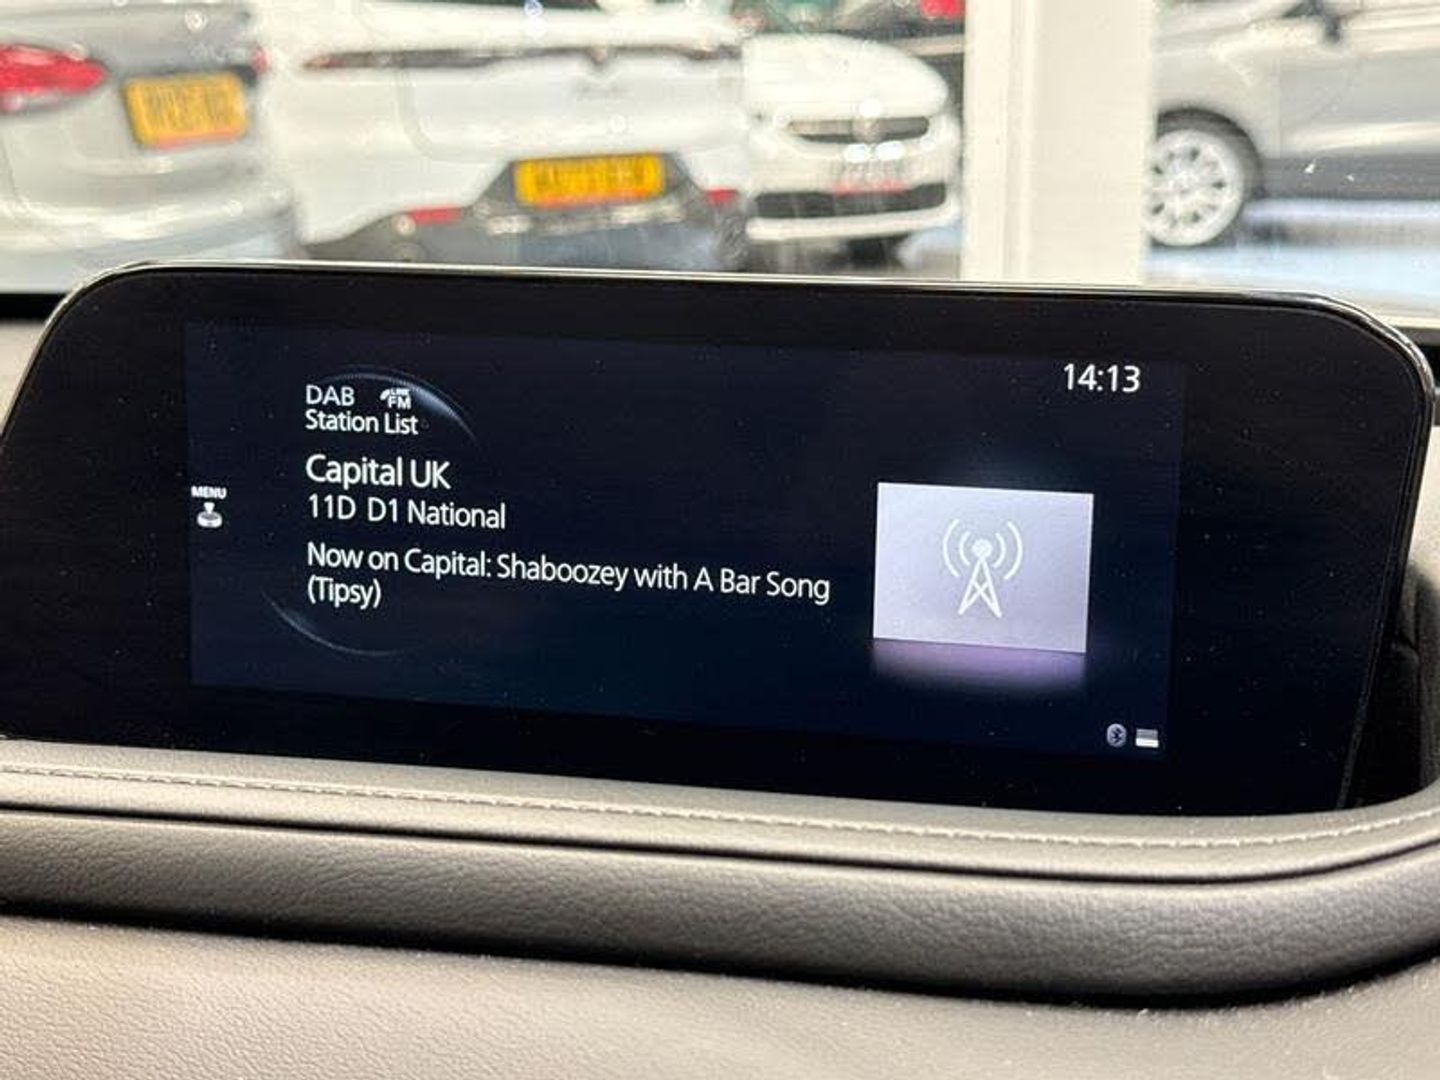 14:13
DAB LINK FM
Station List
Capital UK
MENU
11D D1 National
Now on Capital: Shaboozey with A Bar Song
(Tipsy)